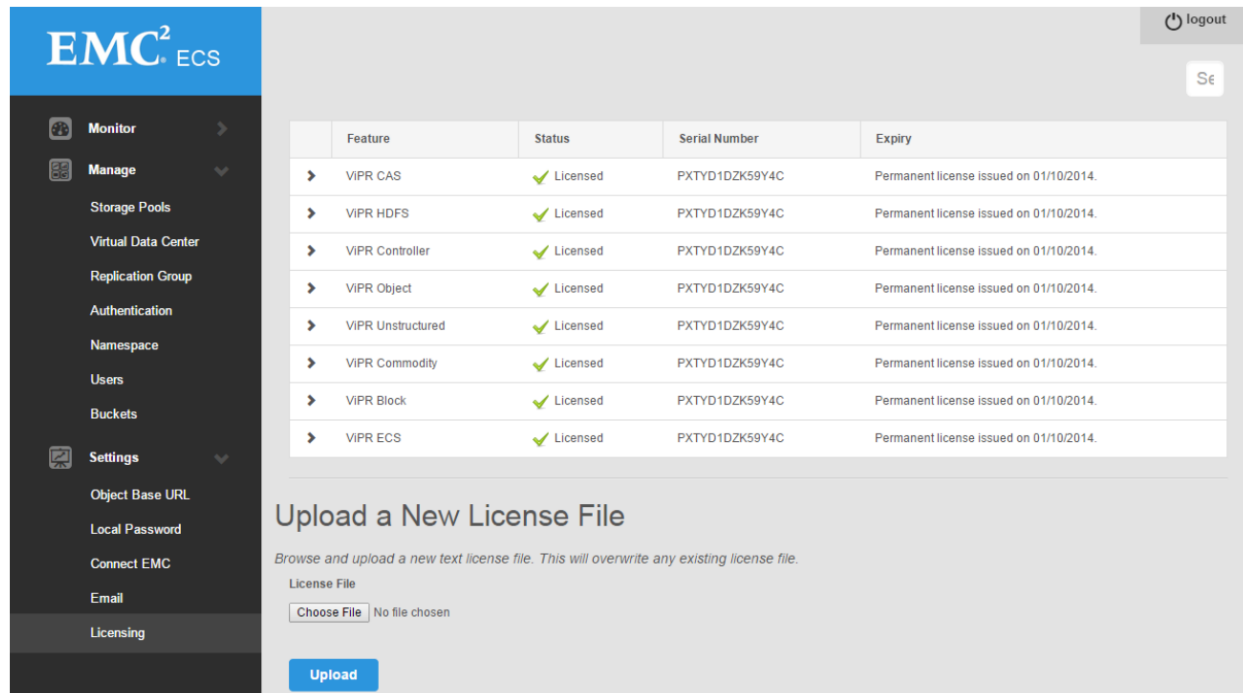 EMC² ECS
logout
Se
Monitor
Manage
Storage Pools
Virtual Data Center
Replication Group
Authentication
Namespace
Users
Buckets
Settings
Object Base URL
Local Password
Connect EMC
Email
Licensing
Feature Status Serial Number Expiry
ViPR CAS Licensed PXTYD1DZK59Y4C Permanent license issued on 01/10/2014.
ViPR HDFS Licensed PXTYD1DZK59Y4C Permanent license issued on 01/10/2014.
ViPR Controller Licensed PXTYD1DZK59Y4C Permanent license issued on 01/10/2014.
ViPR Object Licensed PXTYD1DZK59Y4C Permanent license issued on 01/10/2014.
ViPR Unstructured Licensed PXTYD1DZK59Y4C Permanent license issued on 01/10/2014.
ViPR Commodity Licensed PXTYD1DZK59Y4C Permanent license issued on 01/10/2014.
ViPR Block Licensed PXTYD1DZK59Y4C Permanent license issued on 01/10/2014.
ViPR ECS Licensed PXTYD1DZK59Y4C Permanent license issued on 01/10/2014.
Upload a New License File
Browse and upload a new text license file. This will overwrite any existing license file.
License File
Choose File No file chosen
Upload